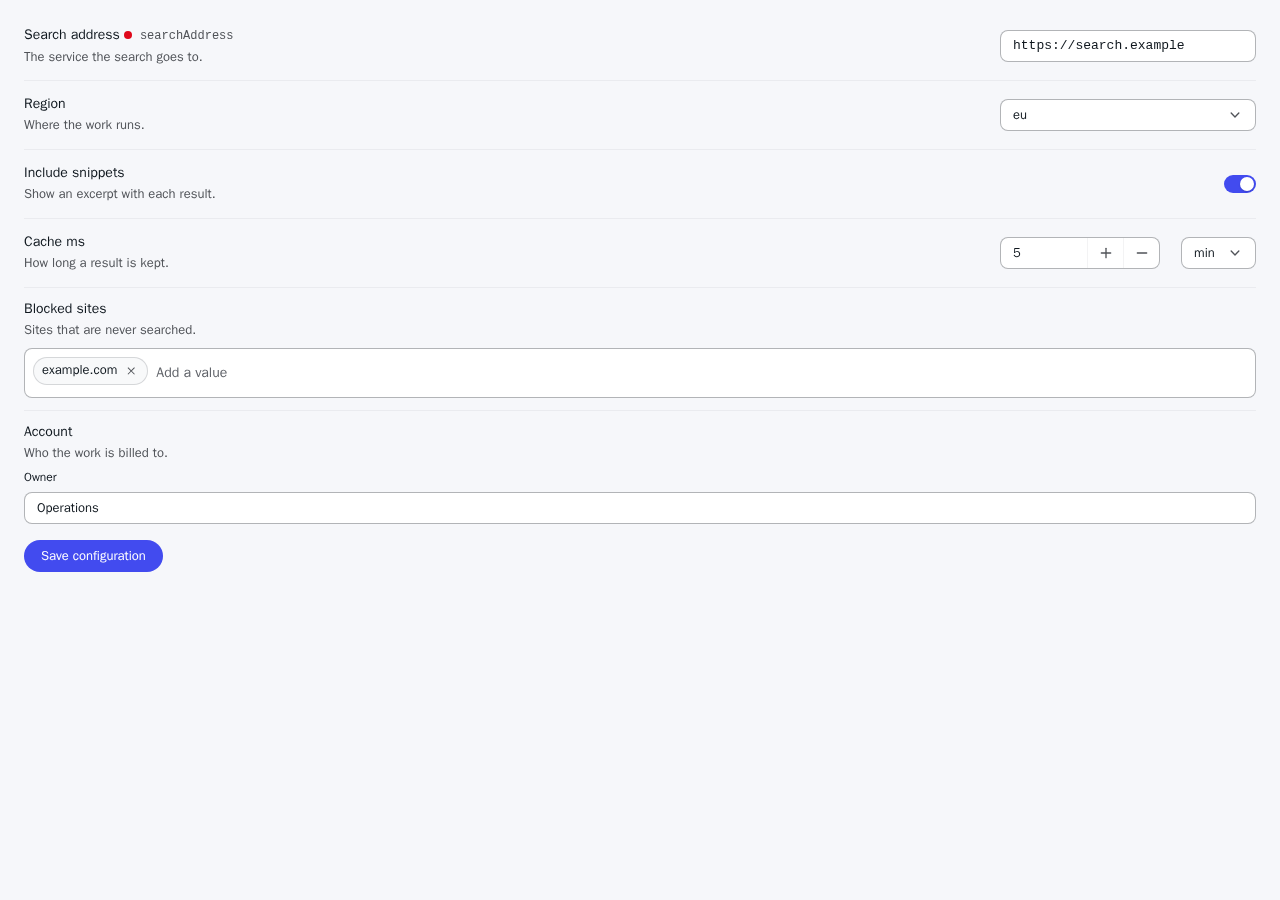 Search address searchAddress
The service the search goes to.
https://search.example
Region
Where the work runs.
eu
Include snippets
Show an excerpt with each result.
Cache ms
How long a result is kept.
5
min
Blocked sites
Sites that are never searched.
example.com Add a value
Account
Who the work is billed to.
Owner
Operations
Save configuration